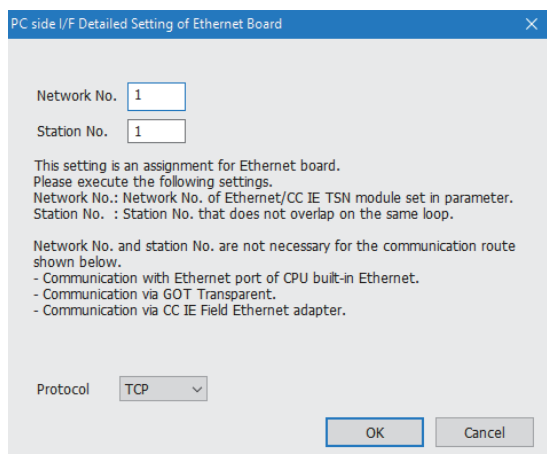 PC side I/F Detailed Setting of Ethernet Board
Network No. 1
Station No. 1
This setting is an assignment for Ethernet board.
Please execute the following settings.
Network No.: Network No. of Ethernet/CC IE TSN module set in parameter.
Station No. : Station No. that does not overlap on the same loop.
Network No. and station No. are not necessary for the communication route
shown below.
- Communication with Ethernet port of CPU built-in Ethernet.
- Communication via GOT Transparent.
- Communication via CC IE Field Ethernet adapter.
Protocol TCP
OK Cancel